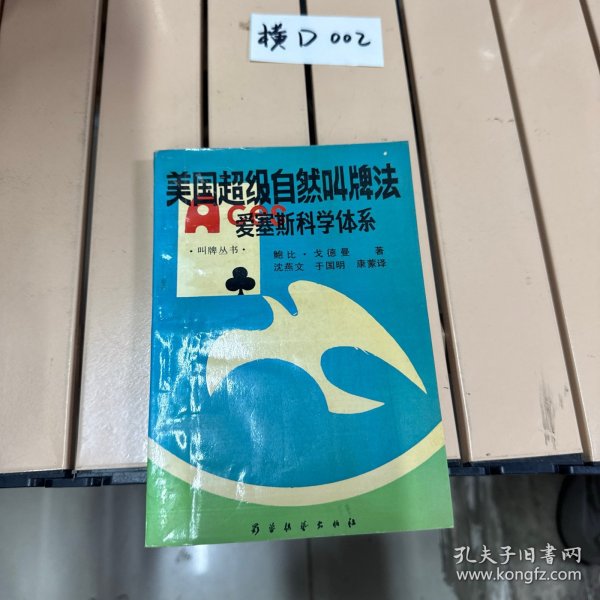 横D 002
美国超级自然叫牌法
A
爱塞斯科学体系
·叫牌丛书·
鲍比·戈德曼 著
沈燕文 于国明 康蒙译
孔夫子旧书网
www.kongfz.com